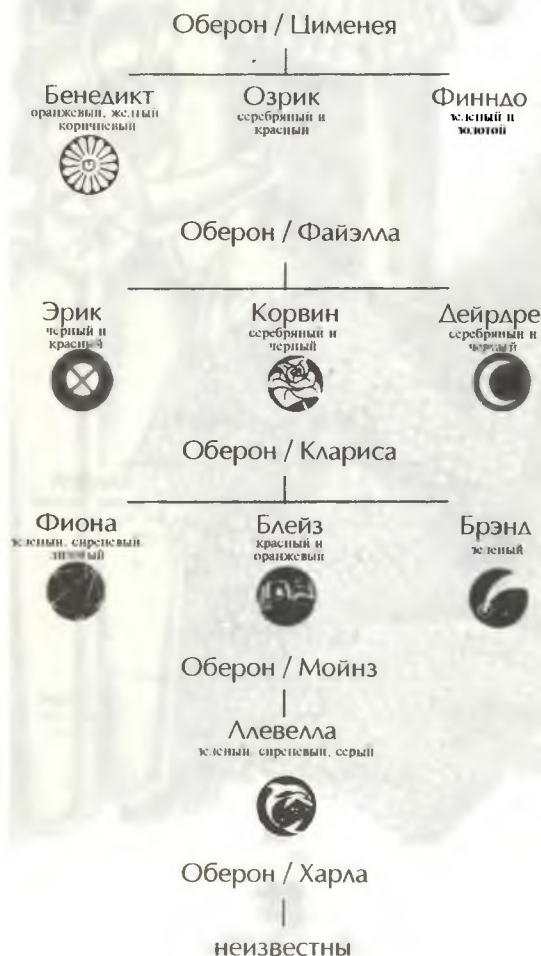 Оберон / Цименея
Бенедикт
оранжевый, желтый
коричневый
Озрик
серебряный и
красный
Финндо
зеленый и
золотой
Оберон / Файэлла
Эрик
черный и
красный
Корвин
серебряный и
черный
Дейрдре
серебряный и
черный
Оберон / Клариса
Фиона
зеленый, сиреневый,
Блейз
красный и
оранжевый
Брэнд
зеленый
Оберон / Мойнз
Ллевелла
зеленый, сиреневый, серый
Оберон / Харла
неизвестны